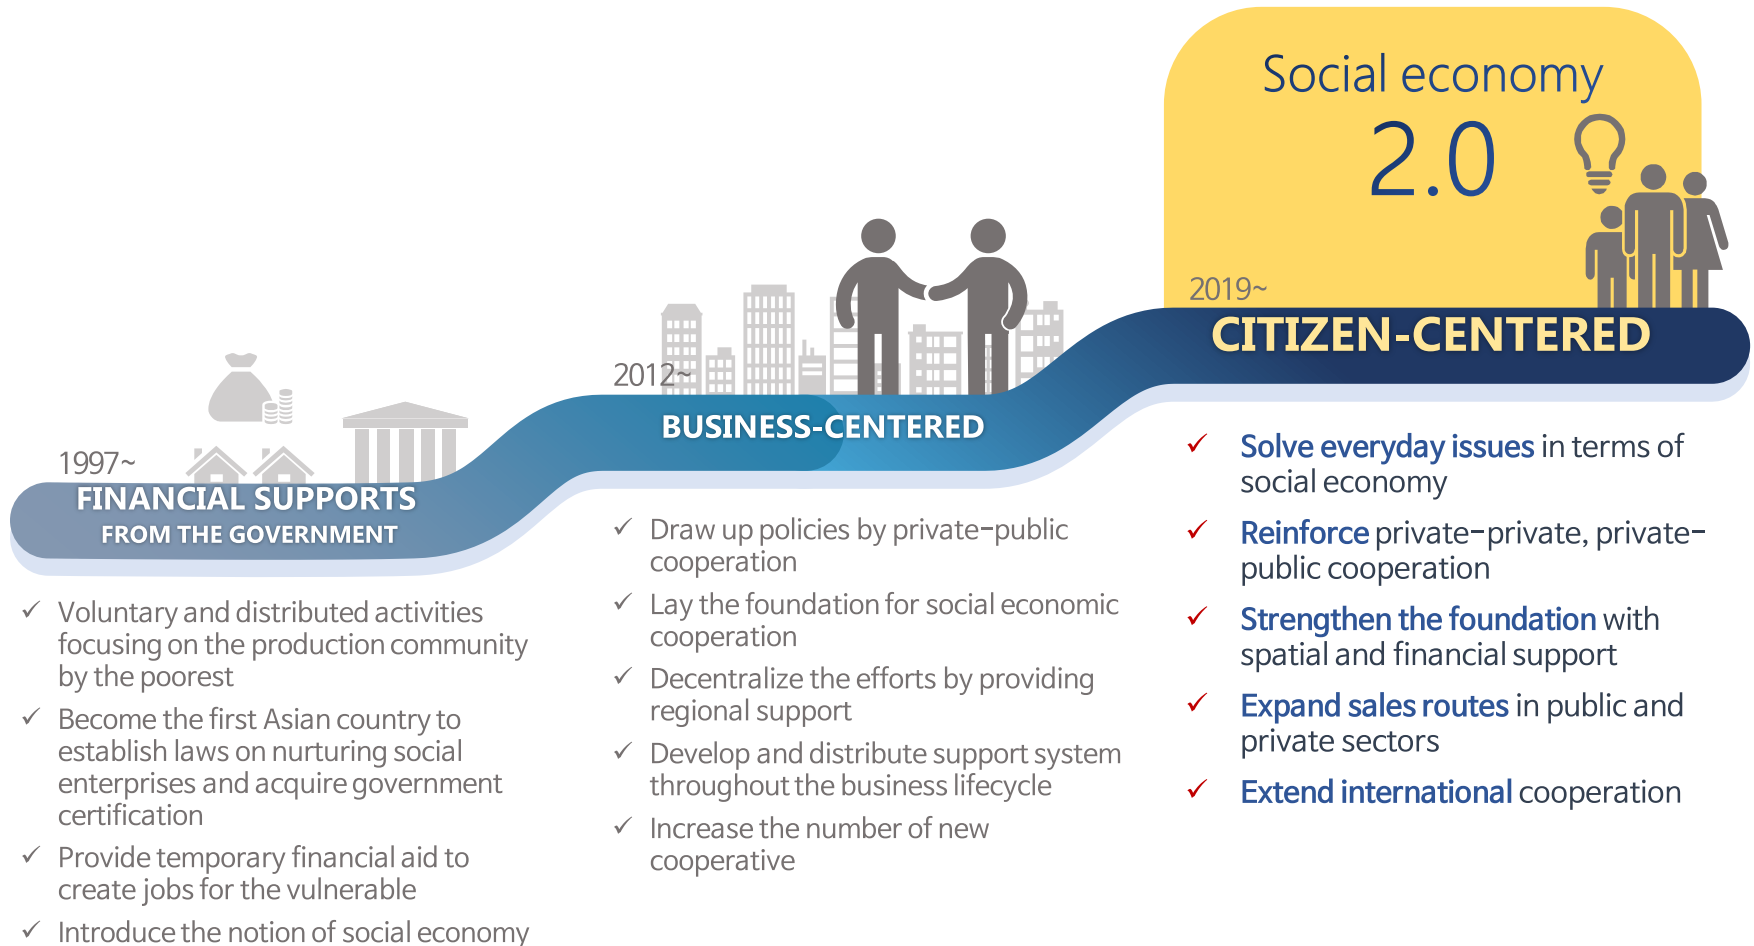 1997~
FINANCIAL SUPPORTS
FROM THE GOVERNMENT
✓ Voluntary and distributed activities
focusing on the production community
by the poorest
✓ Become the first Asian country to
establish laws on nurturing social
enterprises and acquire government
certification
✓ Provide temporary financial aid to
create jobs for the vulnerable
✓ Introduce the notion of social economy
2012~
BUSINESS-CENTERED
✓ Draw up policies by private-public
cooperation
✓ Lay the foundation for social economic
cooperation
✓ Decentralize the efforts by providing
regional support
✓ Develop and distribute support system
throughout the business lifecycle
✓ Increase the number of new
cooperative
Social economy
2.0
2019~
CITIZEN-CENTERED
✓ Solve everyday issues in terms of
social economy
✓ Reinforce private-private, private-
public cooperation
✓ Strengthen the foundation with
spatial and financial support
✓ Expand sales routes in public and
private sectors
✓ Extend international cooperation